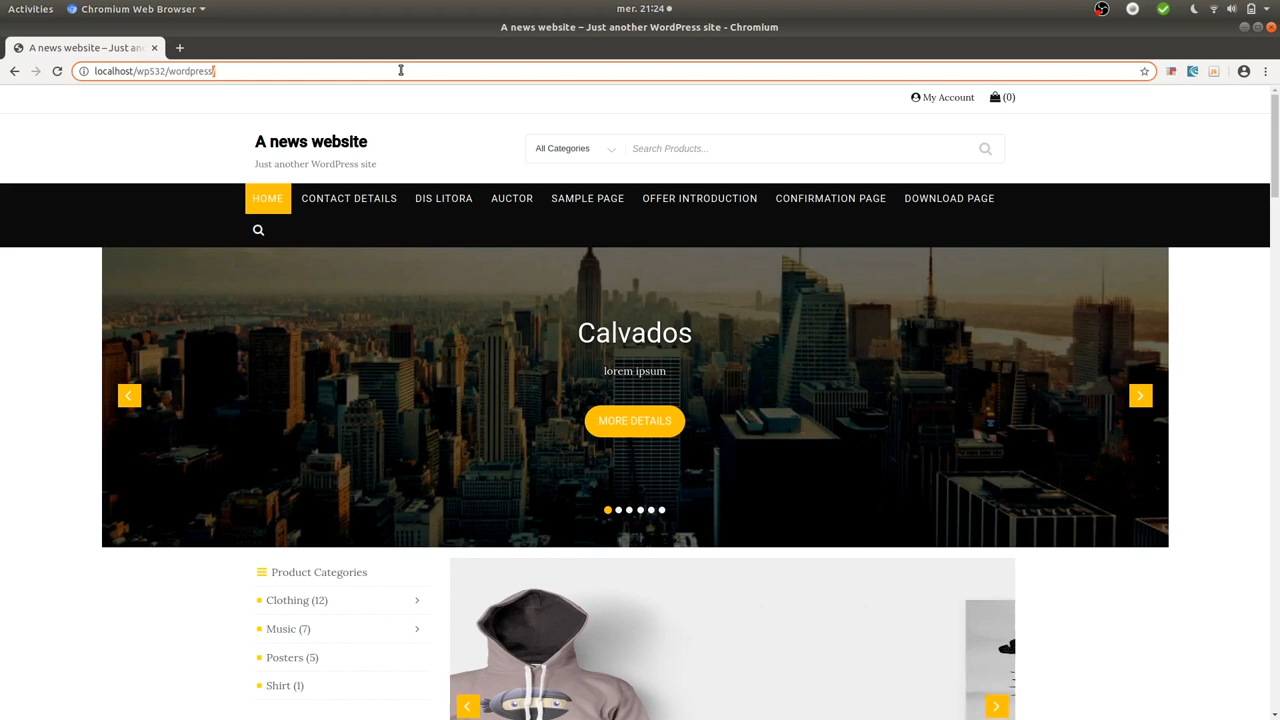 Activities
Chromium Web Browser
mer. 21:24
A news website – Just another WordPress site - Chromium
A news website – Just an
localhost/wp532/wordpress/
My Account
(0)
A news website
Just another WordPress site
All Categories
Search Products...
HOME
CONTACT DETAILS
DIS LITORA
AUCTOR
SAMPLE PAGE
OFFER INTRODUCTION
CONFIRMATION PAGE
DOWNLOAD PAGE
Calvados
lorem ipsum
MORE DETAILS
Product Categories
Clothing (12)
Music (7)
Posters (5)
Shirt (1)